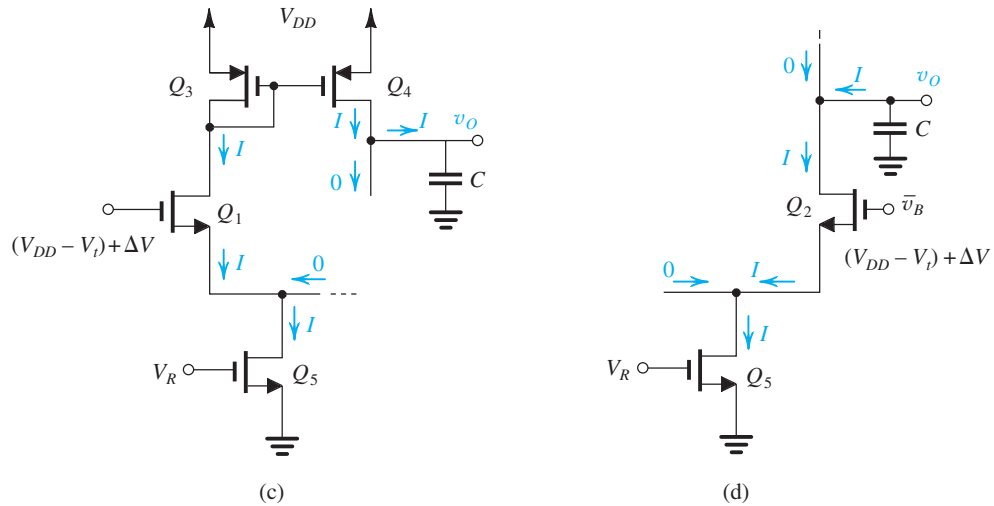 V_DD
Q_3
Q_4
I
I
I
v_O
0
C
Q_1
(V_DD – V_t) + ΔV
I
0
I
V_R
Q_5
(c)
0
I
v_O
C
I
Q_2
v̅_B
(V_DD – V_t) + ΔV
0
I
I
V_R
Q_5
(d)